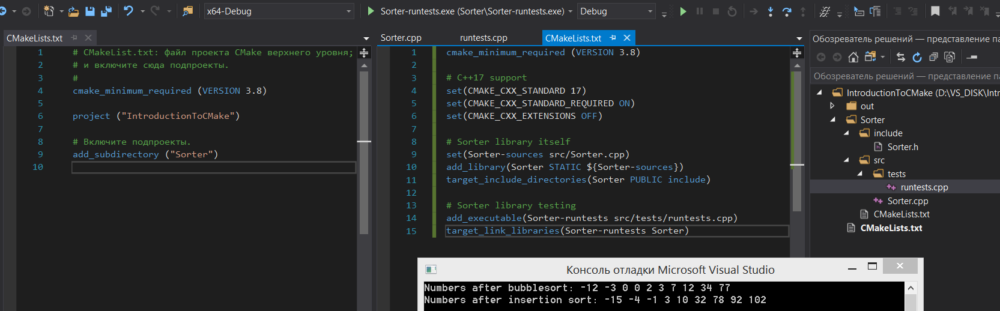 x64-Debug
Sorter-runtests.exe (Sorter\Sorter-runtests.exe)
Debug
CMakeLists.txt
1 # CMakeList.txt: файл проекта CMake верхнего уровня;
2 # и включите сюда подпроекты.
3 #
4 cmake_minimum_required (VERSION 3.8)
5
6 project ("IntroductionToCMake")
7
8 # Включите подпроекты.
9 add_subdirectory ("Sorter")
10
Sorter.cpp
runtests.cpp
CMakeLists.txt
1 cmake_minimum_required (VERSION 3.8)
2
3 # C++17 support
4 set(CMAKE_CXX_STANDARD 17)
5 set(CMAKE_CXX_STANDARD_REQUIRED ON)
6 set(CMAKE_CXX_EXTENSIONS OFF)
7
8 # Sorter library itself
9 set(Sorter-sources src/Sorter.cpp)
10 add_library(Sorter STATIC ${Sorter-sources})
11 target_include_directories(Sorter PUBLIC include)
12
13 # Sorter library testing
14 add_executable(Sorter-runtests src/tests/runtests.cpp)
15 target_link_libraries(Sorter-runtests Sorter)
Обозреватель решений — представление па
Обозреватель решений — представление пап
IntroductionToCMake (D:\VS_DISK\Intr
out
Sorter
include
Sorter.h
src
tests
runtests.cpp
Sorter.cpp
CMakeLists.txt
CMakeLists.txt
Консоль отладки Microsoft Visual Studio
Numbers after bubblesort: -12 -3 0 0 2 3 7 12 34 77
Numbers after insertion sort: -15 -4 -1 3 10 32 78 92 102